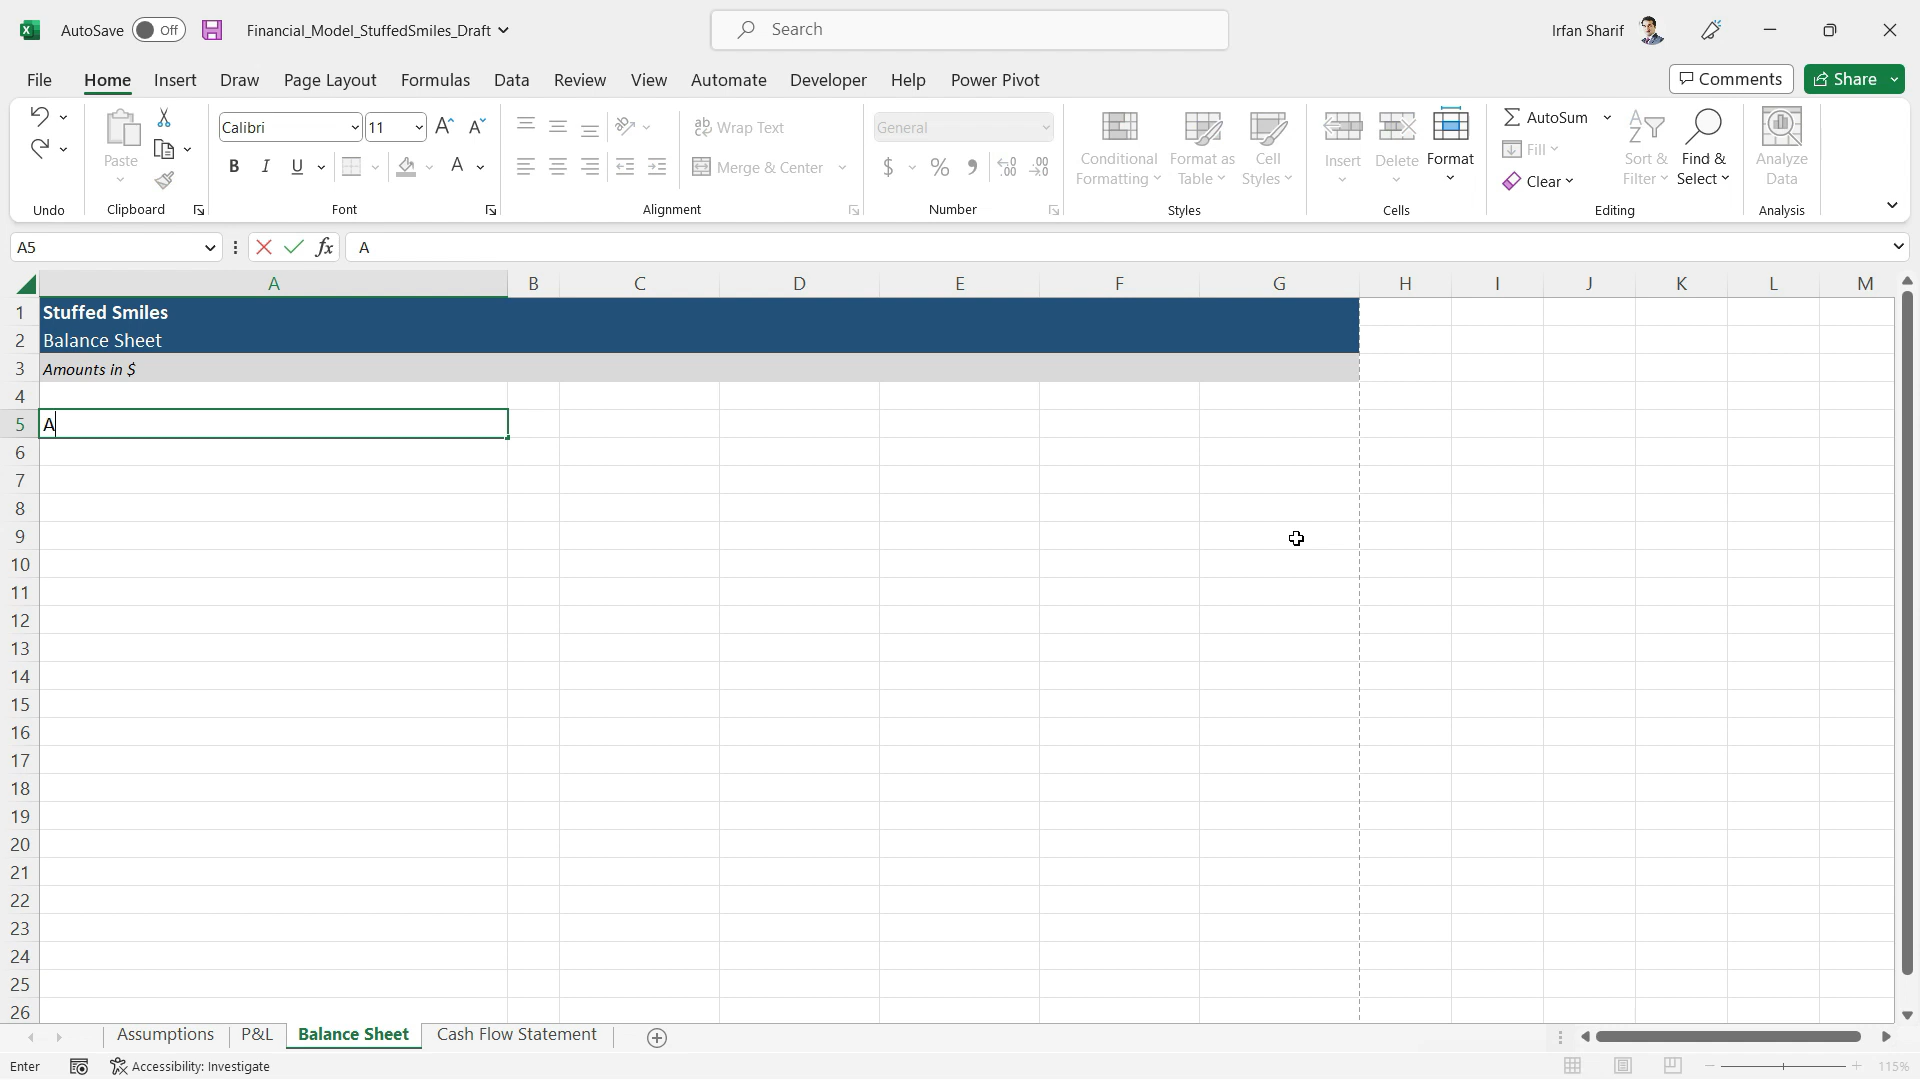 AutoSave Off Financial_Model_StuffedSmiles_Draft Search Irfan Sharif
File Home Insert Draw Page Layout Formulas Data Review View Automate Developer Help Power Pivot Comments Share
Undo
Paste
Clipboard
Calibri 11
B I U A
Font
Wrap Text
Merge & Center
Alignment
General
$ % ,
Number
Conditional Formatting
Format as Table
Cell Styles
Styles
Insert
Delete
Format
Cells
AutoSum
Fill
Clear
Sort & Filter
Find & Select
Editing
Analyze Data
Analysis
A5 fx A
A B C D E F G H I J K L M
1 Stuffed Smiles
2 Balance Sheet
3 Amounts in $
4
5 A
6
7
8
9
10
11
12
13
14
15
16
17
18
19
20
21
22
23
24
25
26
Assumptions P&L Balance Sheet Cash Flow Statement
Enter Accessibility: Investigate 115%